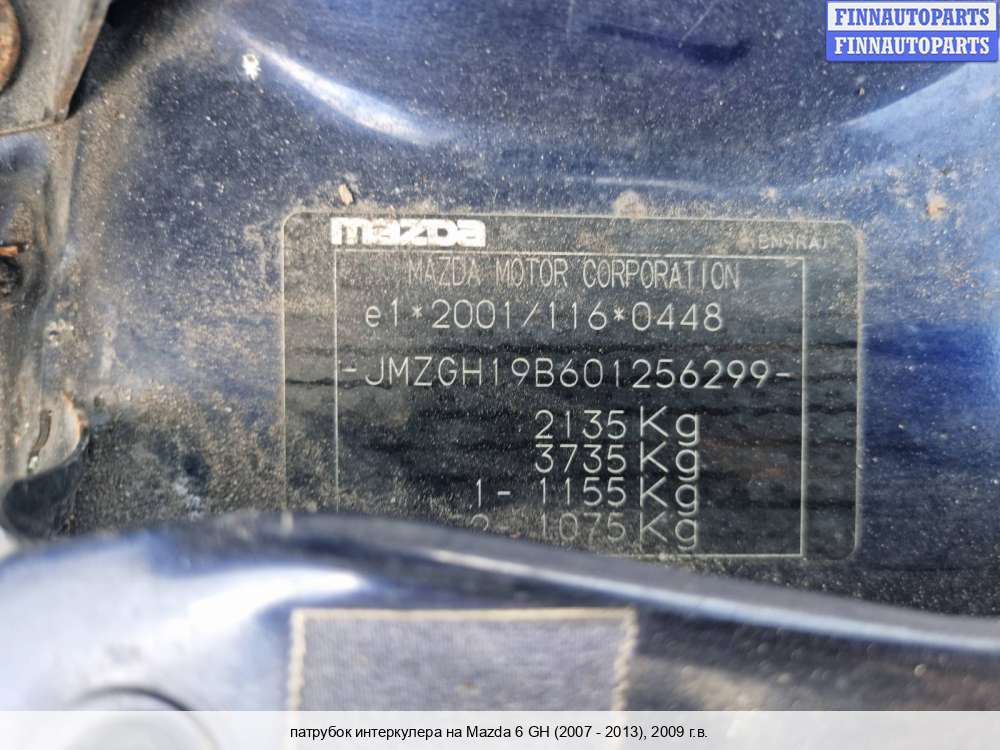 FINNAUTOPARTS
FINNAUTOPARTS
mazda
MAZDA MOTOR CORPORATION
e1*2001/116*0448
-JMZGH19B601256299-
2135 Kg
3735 Kg
1- 1155 Kg
2- 1075 Kg
патрубок интеркулера на Mazda 6 GH (2007 - 2013), 2009 г.в.